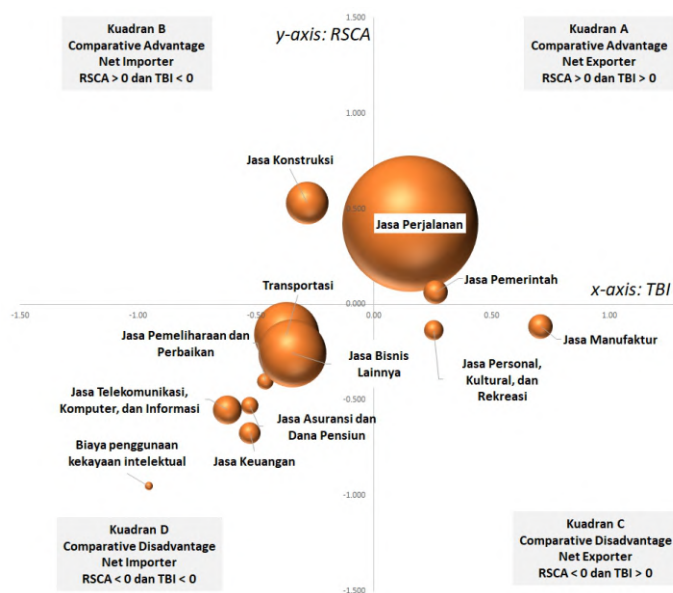 Kuadran B
Comparative Advantage
Net Importer
RSCA > 0 dan TBI < 0
y-axis: RSCA
1.500
Kuadran A
Comparative Advantage
Net Exporter
RSCA > 0 dan TBI > 0
1.000
Jasa Konstruksi
0.500
Jasa Perjalanan
Transportasi
Jasa Pemerintah
x-axis: TBI
0.000
-1.50
-1.00
-0.50
0.00
0.50
1.00
Jasa Pemeliharaan dan
Perbaikan
Jasa Bisnis
Lainnya
Jasa Manufaktur
Jasa Personal,
Kultural, dan
Rekreasi
Jasa Telekomunikasi,
Komputer, dan Informasi
-0.500
Jasa Asuransi dan
Dana Pensiun
Biaya penggunaan
kekayaan intelektual
Jasa Keuangan
-1.000
Kuadran D
Comparative Disadvantage
Net Importer
RSCA < 0 dan TBI < 0
Kuadran C
Comparative Disadvantage
Net Exporter
RSCA < 0 dan TBI > 0
-1.500